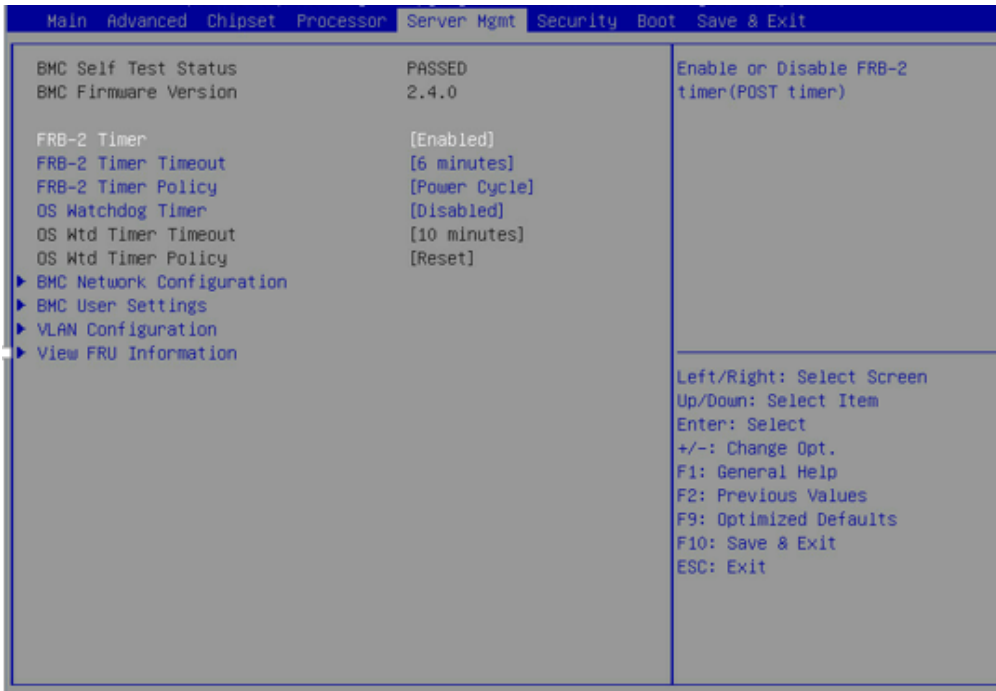 Main Advanced Chipset Processor Server Mgmt Security Boot Save & Exit
BMC Self Test Status PASSED
BMC Firmware Version 2.4.0
FRB-2 Timer [Enabled]
FRB-2 Timer Timeout [6 minutes]
FRB-2 Timer Policy [Power Cycle]
OS Watchdog Timer [Disabled]
OS Wtd Timer Timeout [10 minutes]
OS Wtd Timer Policy [Reset]
BMC Network Configuration
BMC User Settings
VLAN Configuration
View FRU Information
Enable or Disable FRB-2
timer(POST timer)
Left/Right: Select Screen
Up/Down: Select Item
Enter: Select
+/-: Change Opt.
F1: General Help
F2: Previous Values
F9: Optimized Defaults
F10: Save & Exit
ESC: Exit